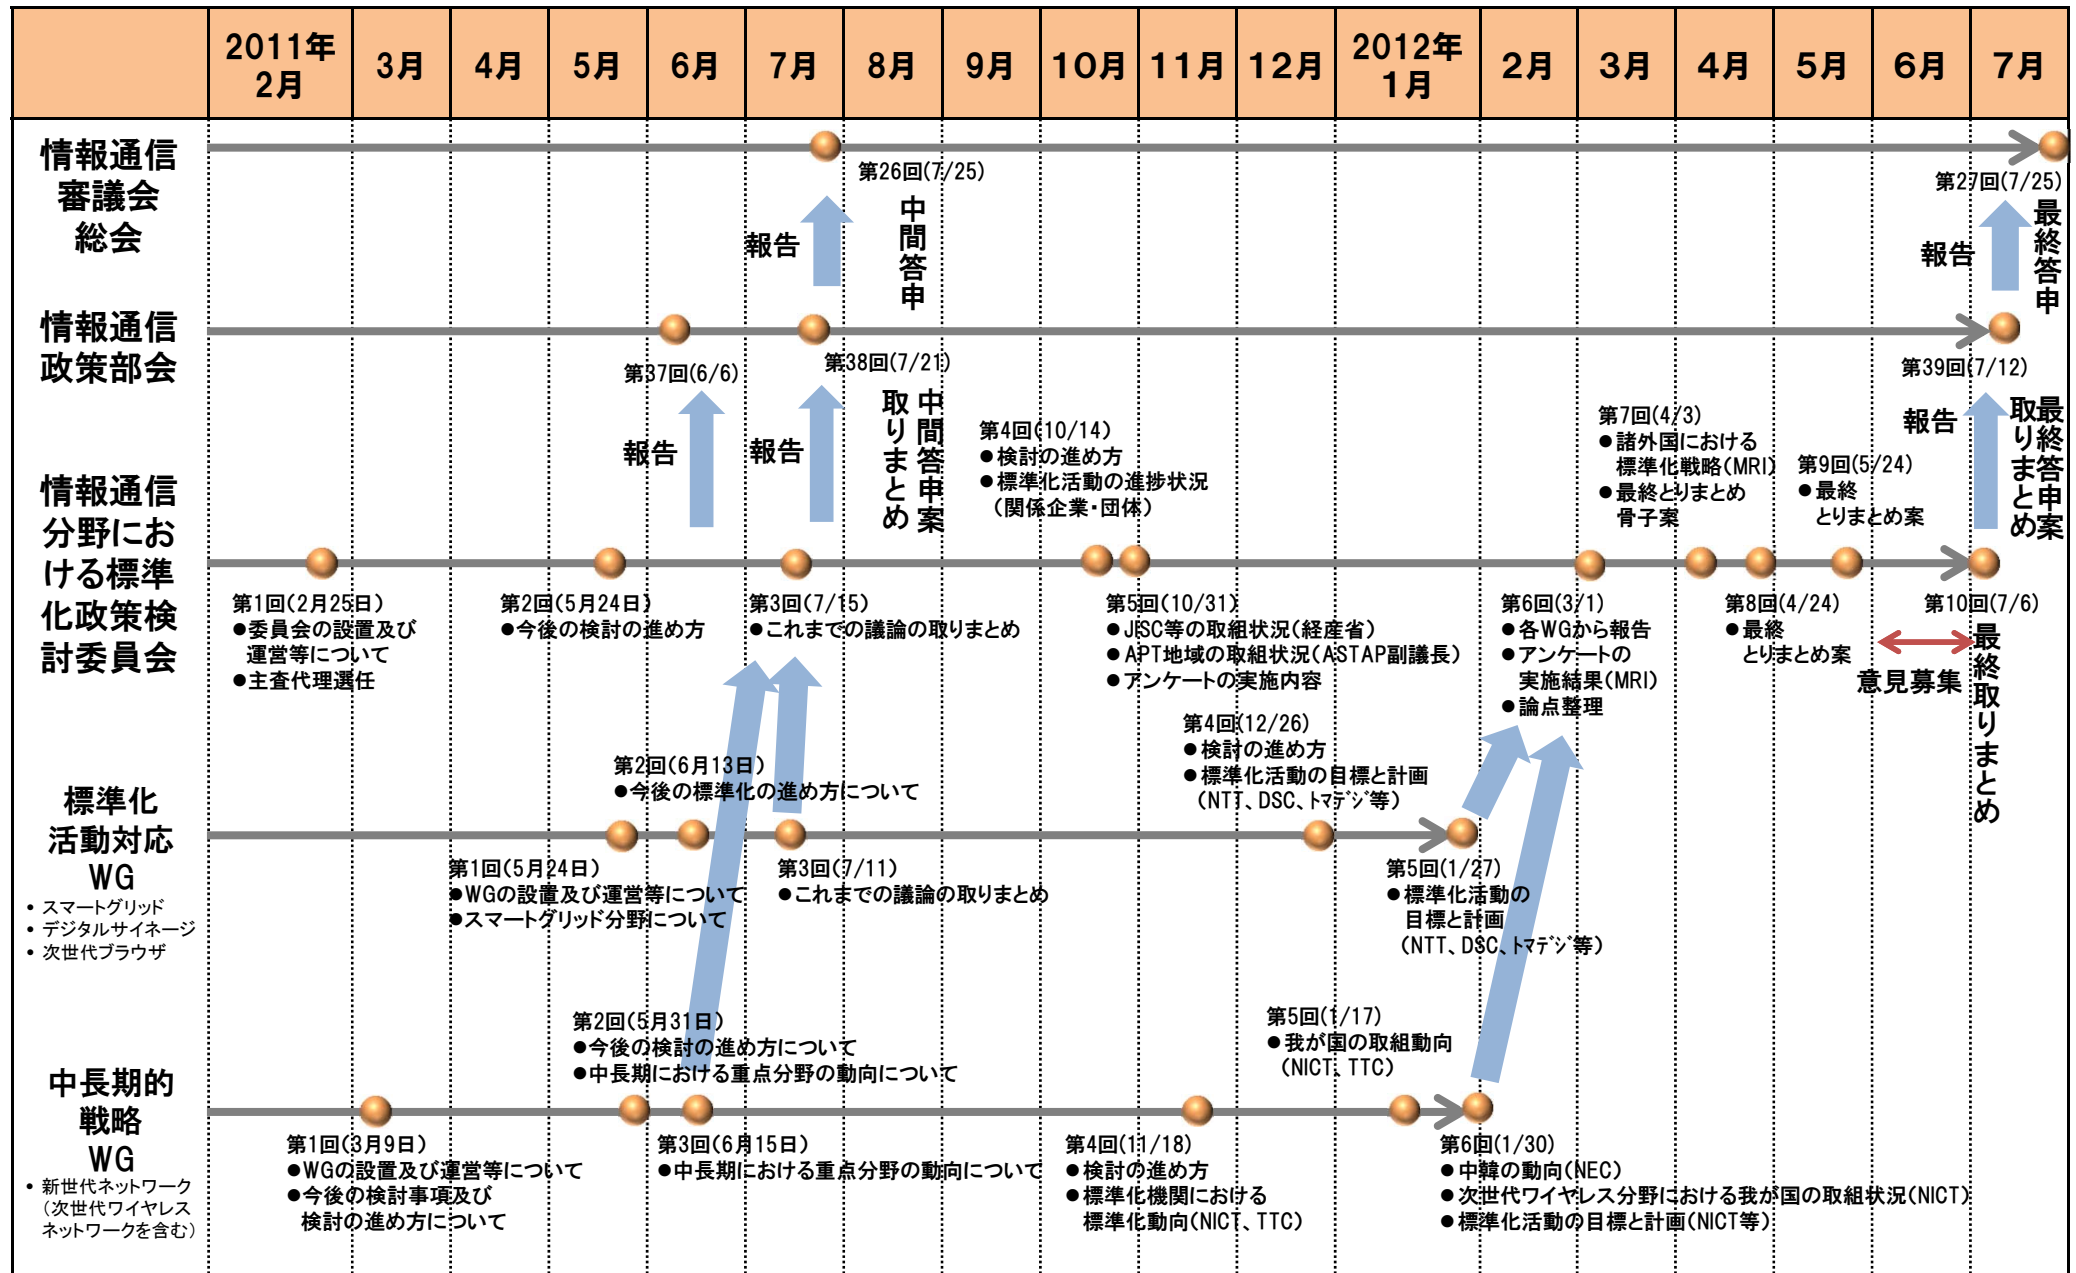 2011年
2月
3月
4月
5月
6月
7月
8月
9月
10月
11月
12月
2012年
1月
2月
3月
4月
5月
6月
7月
情報通信
審議会
総会
第26回(7/25)
報告
中間答申
第27回(7/25)
報告
最終答申
情報通信
政策部会
第37回(6/6)
第38回(7/21)
報告
報告
中間答申案
取りまとめ
第39回(7/12)
報告
最終答申案
取りまとめ
情報通信
分野にお
ける標準
化政策検
討委員会
第1回(2月25日)
●委員会の設置及び
運営等について
●主査代理選任
第2回(5月24日)
●今後の検討の進め方
第3回(7/15)
●これまでの議論の取りまとめ
第4回(10/14)
●検討の進め方
●標準化活動の進捗状況
(関係企業・団体)
第5回(10/31)
●JISC等の取組状況(経産省)
●APT地域の取組状況(ASTAP副議長)
●アンケートの実施内容
第6回(3/1)
●各WGから報告
●アンケートの
実施結果(MRI)
●論点整理
第7回(4/3)
●諸外国における
標準化戦略(MRI)
●最終とりまとめ
骨子案
第8回(4/24)
●最終
とりまとめ案
第9回(5/24)
●最終
とりまとめ案
第10回(7/6)
意見募集
最終取りまとめ
標準化
活動対応
WG
• スマートグリッド
• デジタルサイネージ
• 次世代ブラウザ
第1回(5月24日)
●WGの設置及び運営等について
●スマートグリッド分野について
第2回(6月13日)
●今後の標準化の進め方について
第3回(7/11)
●これまでの議論の取りまとめ
第4回(12/26)
●検討の進め方
●標準化活動の目標と計画
(NTT、DSC、ﾄﾏﾃﾞｼﾞ等)
第5回(1/27)
●標準化活動の
目標と計画
(NTT、DSC、ﾄﾏﾃﾞｼﾞ等)
中長期的
戦略
WG
• 新世代ネットワーク
(次世代ワイヤレス
ネットワークを含む)
第1回(3月9日)
●WGの設置及び運営等について
●今後の検討事項及び
検討の進め方について
第2回(5月31日)
●今後の検討の進め方について
●中長期における重点分野の動向について
第3回(6月15日)
●中長期における重点分野の動向について
第4回(11/18)
●検討の進め方
●標準化機関における
標準化動向(NICT、TTC)
第5回(1/17)
●我が国の取組動向
(NICT、TTC)
第6回(1/30)
●中韓の動向(NEC)
●次世代ワイヤレス分野における我が国の取組状況(NICT)
●標準化活動の目標と計画(NICT等)